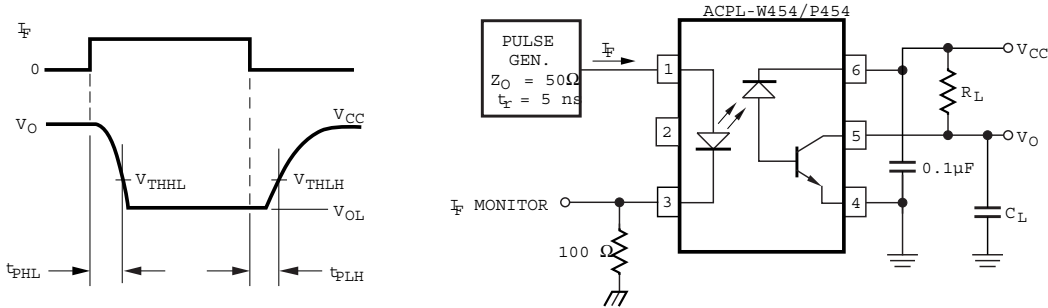 I_F
0
V_O
V_CC
V_THHL
V_THLH
V_OL
t_PHL
t_PLH
ACPL-W454/P454
PULSE
GEN.
Z_O = 50Ω
t_r = 5 ns
I_F
1
2
3
6
5
4
V_CC
R_L
V_O
0.1µF
C_L
I_F MONITOR
100 Ω